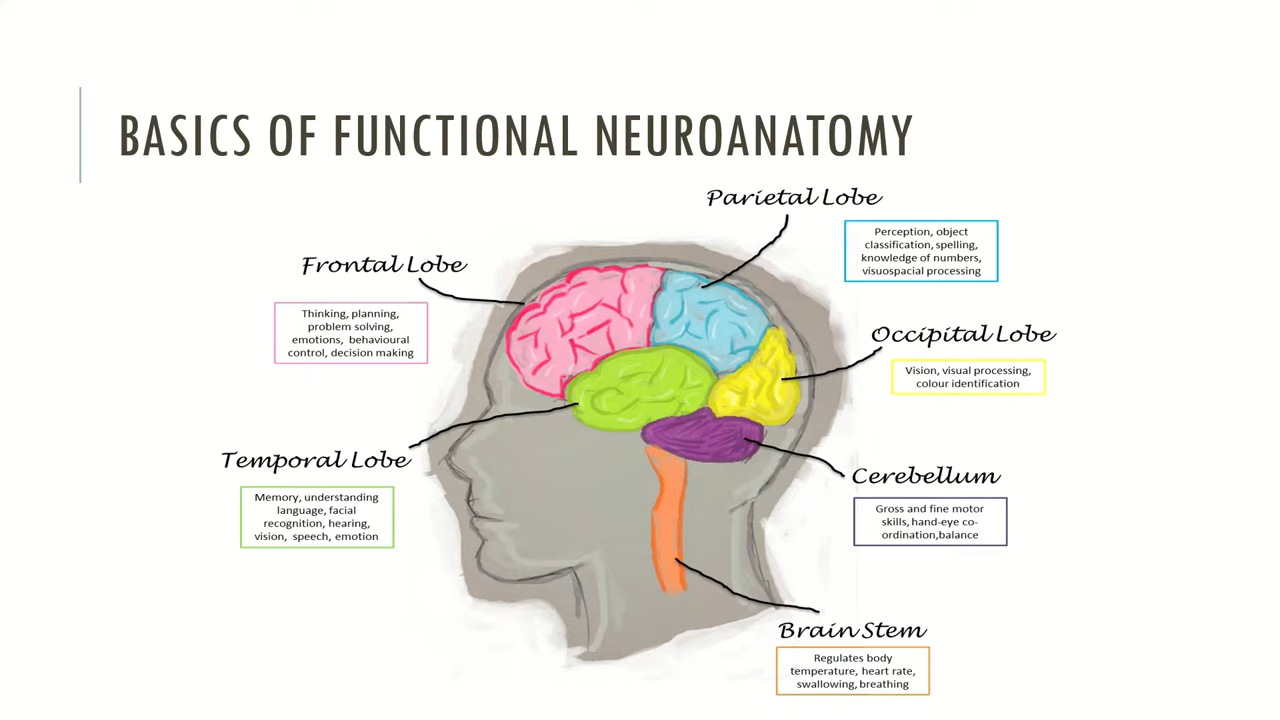 BASICS OF FUNCTIONAL NEUROANATOMY
Parietal Lobe
Perception, object
classification, spelling,
knowledge of numbers,
visuospacial processing
Frontal Lobe
Thinking, planning,
problem solving,
emotions, behavioural
control, decision making
Occipital Lobe
Vision, visual processing,
colour identification
Temporal Lobe
Memory, understanding
language, facial
recognition, hearing,
vision, speech, emotion
Cerebellum
Gross and fine motor
skills, hand-eye co-
ordination,balance
Brain Stem
Regulates body
temperature, heart rate,
swallowing, breathing